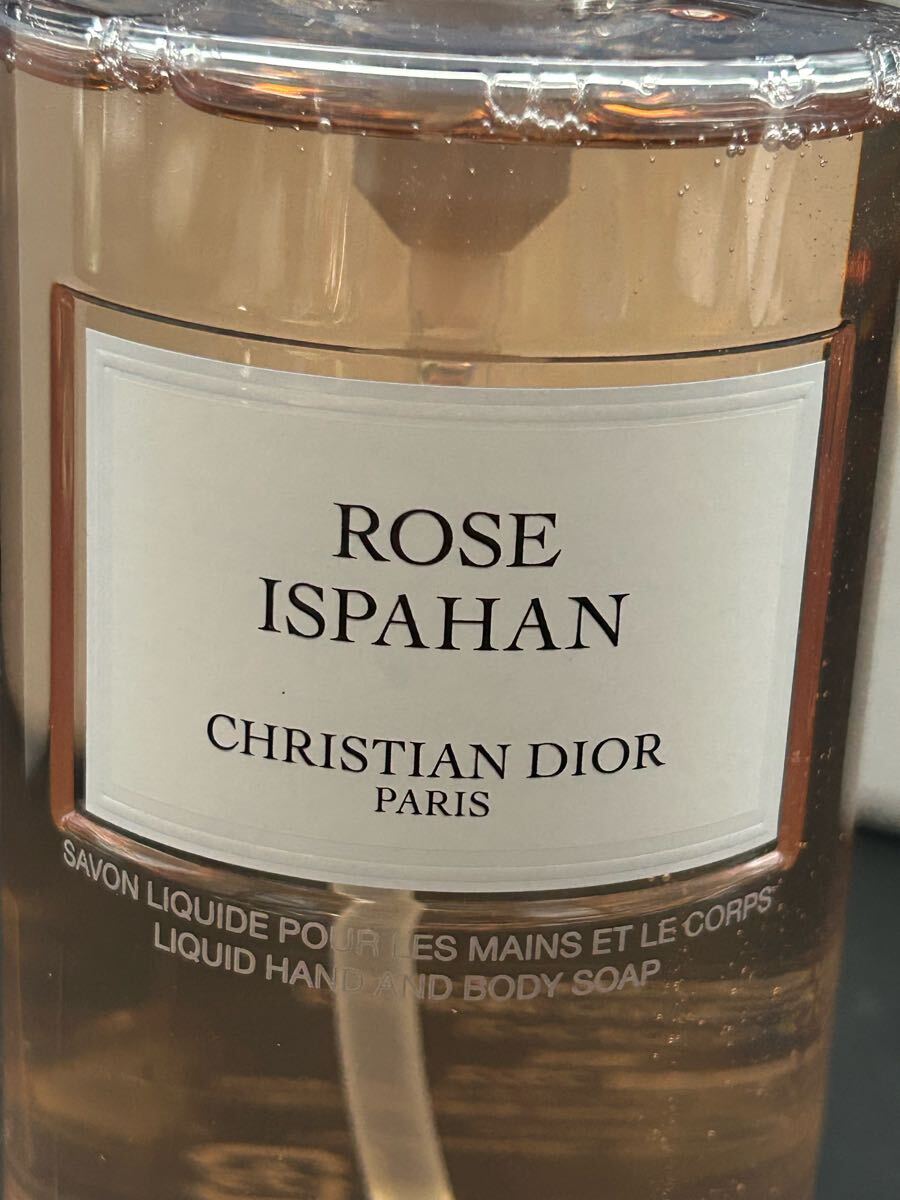 ROSE
ISPAHAN
CHRISTIAN DIOR
PARIS
SAVON LIQUIDE POUR LES MAINS ET LE CORPS
LIQUID HAND AND BODY SOAP